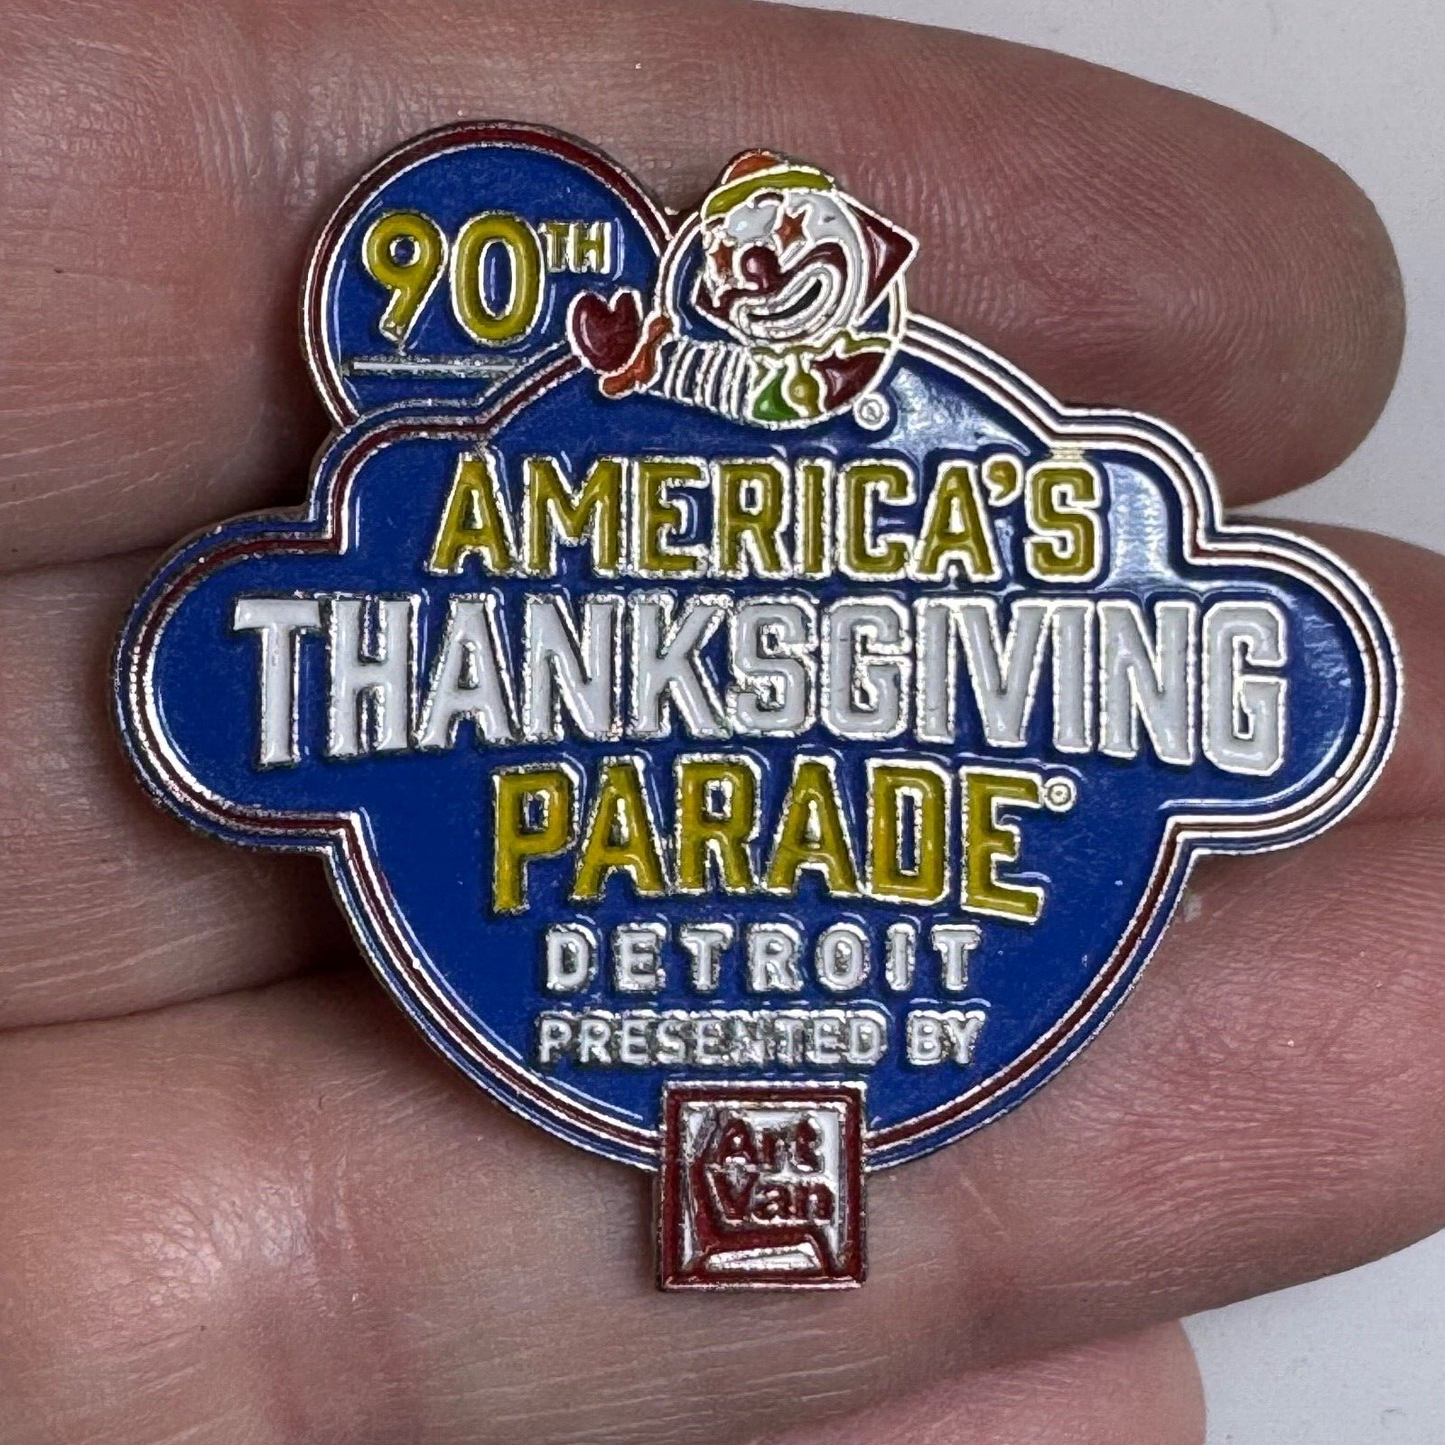 90TH
AMERICA'S
THANKSGIVING
PARADE®
DETROIT
PRESENTED BY
Art
Van